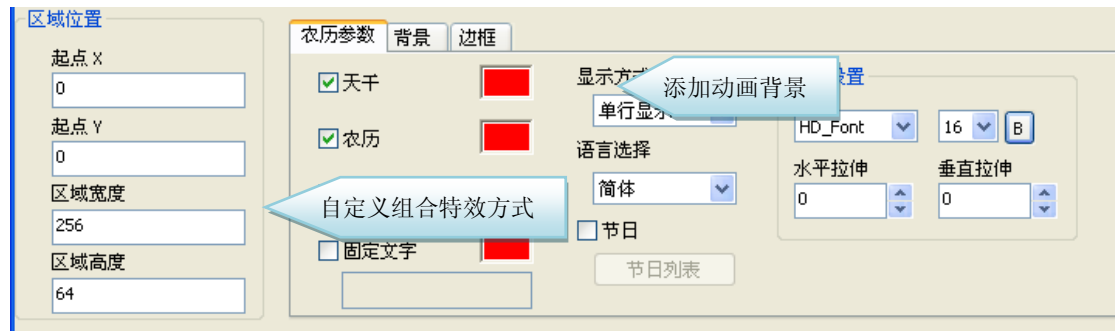 区域位置
起点 X
0
起点 Y
0
区域宽度
256
区域高度
64
农历参数 背景 边框
天干
农历
自定义组合特效方式
固定文字
显示方式
单行显示
语言选择
简体
节日
节日列表
添加动画背景
置
HD_Font 16 B
水平拉伸 垂直拉伸
0 0